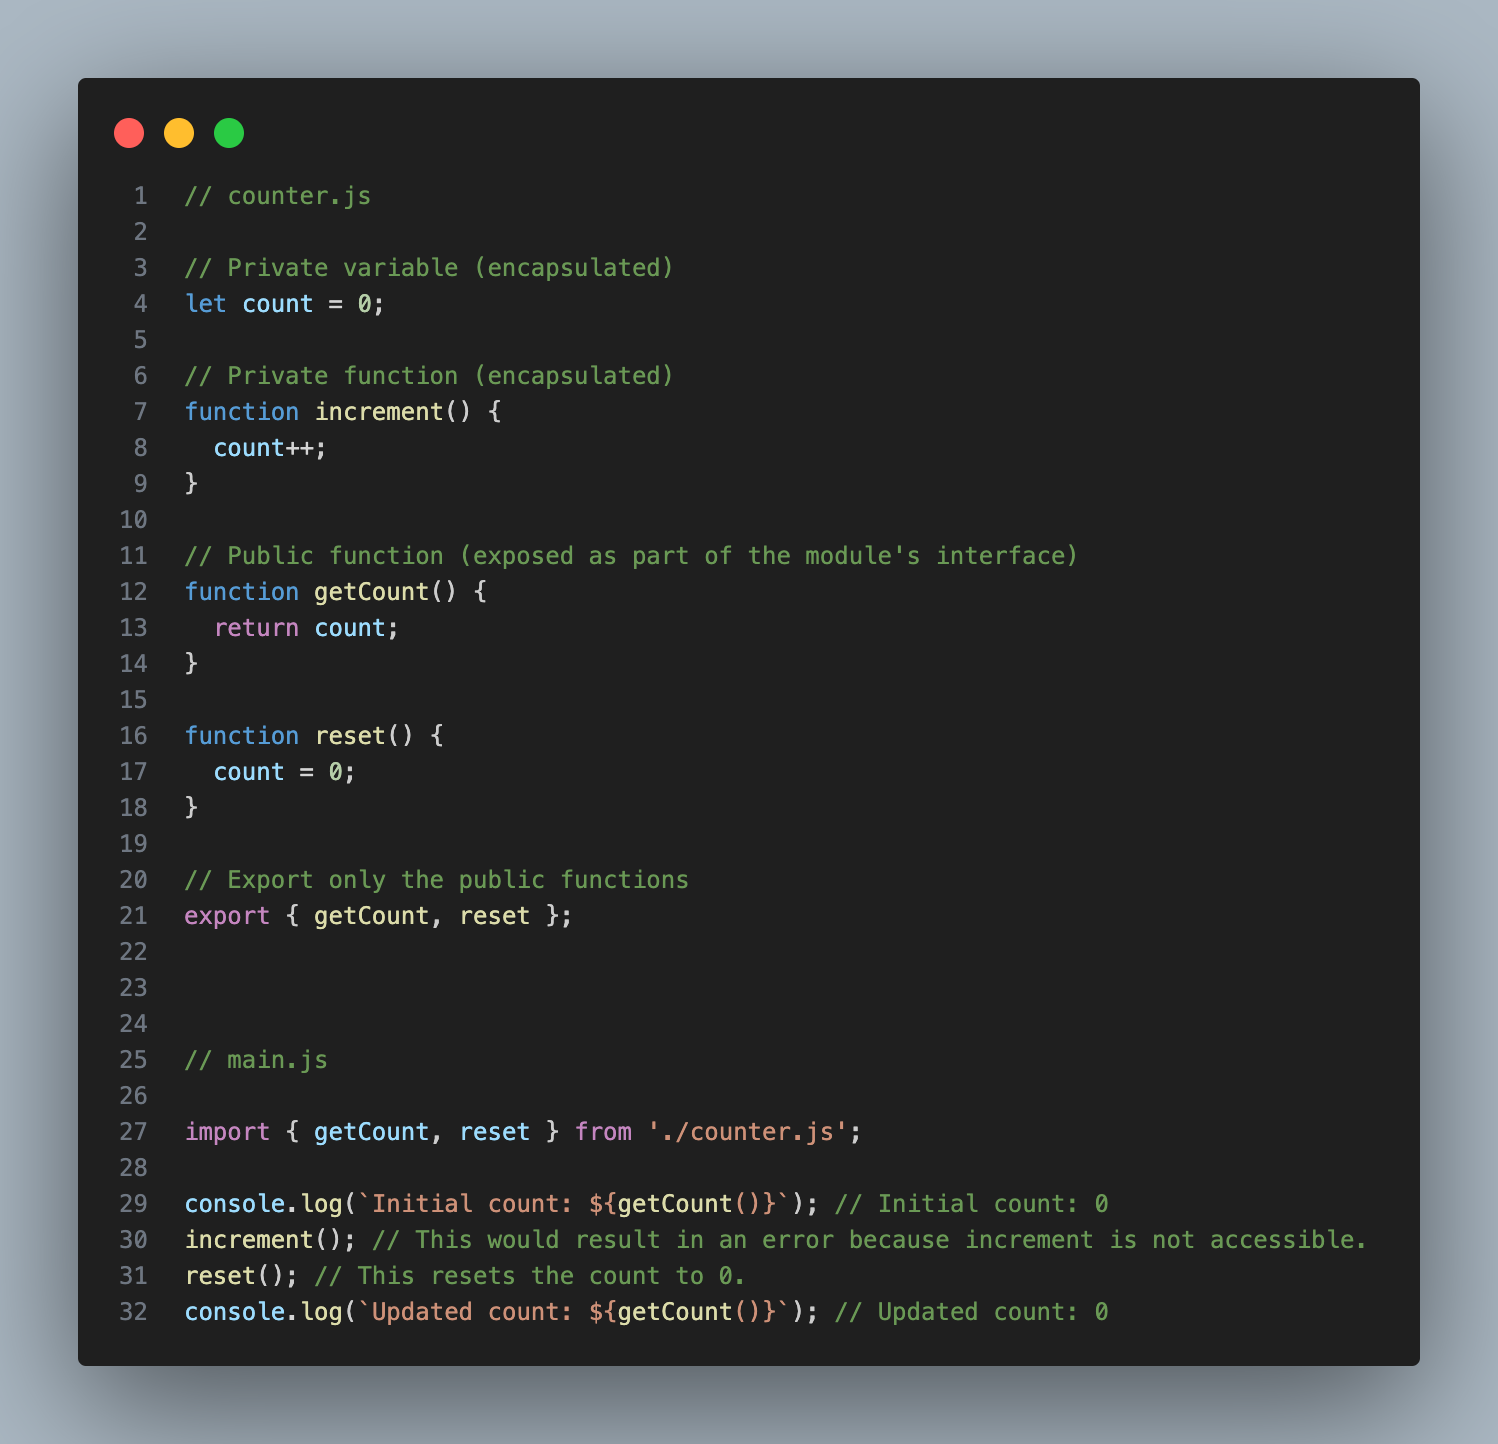 1 // counter.js
2
3 // Private variable (encapsulated)
4 let count = 0;
5
6 // Private function (encapsulated)
7 function increment() {
8   count++;
9 }
10
11 // Public function (exposed as part of the module's interface)
12 function getCount() {
13   return count;
14 }
15
16 function reset() {
17   count = 0;
18 }
19
20 // Export only the public functions
21 export { getCount, reset };
22
23
24
25 // main.js
26
27 import { getCount, reset } from './counter.js';
28
29 console.log(`Initial count: ${getCount()}`); // Initial count: 0
30 increment(); // This would result in an error because increment is not accessible.
31 reset(); // This resets the count to 0.
32 console.log(`Updated count: ${getCount()}`); // Updated count: 0